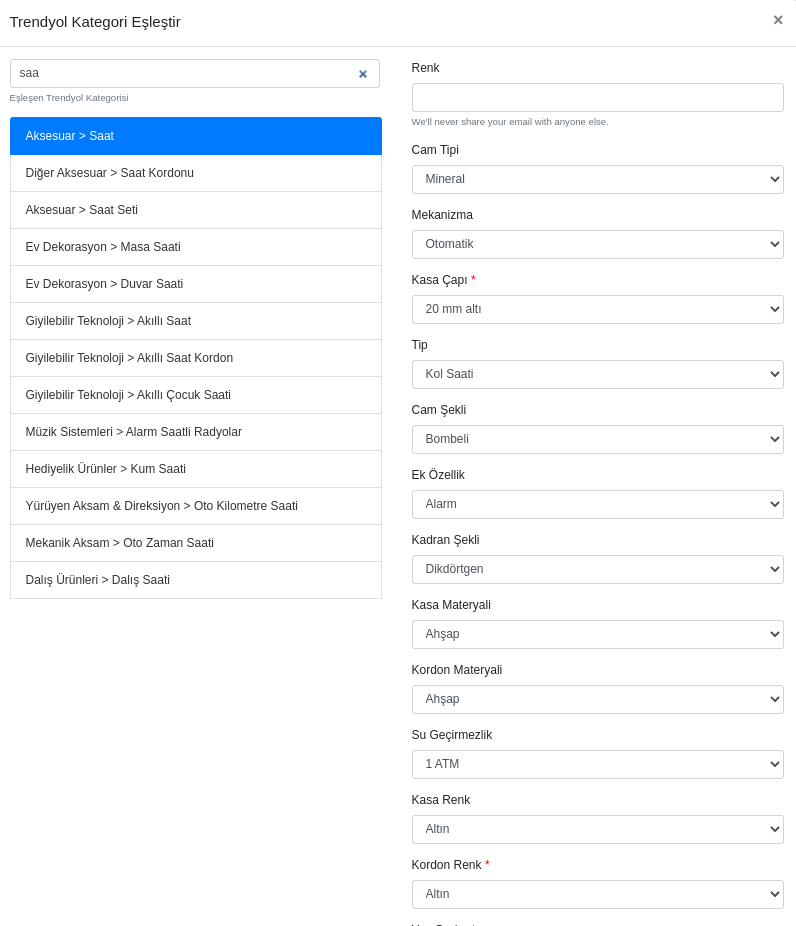 Trendyol Kategori Eşleştir
×
saa
Eşleşen Trendyol Kategorisi
Aksesuar > Saat
Diğer Aksesuar > Saat Kordonu
Aksesuar > Saat Seti
Ev Dekorasyon > Masa Saati
Ev Dekorasyon > Duvar Saati
Giyilebilir Teknoloji > Akıllı Saat
Giyilebilir Teknoloji > Akıllı Saat Kordon
Giyilebilir Teknoloji > Akıllı Çocuk Saati
Müzik Sistemleri > Alarm Saatli Radyolar
Hediyelik Ürünler > Kum Saati
Yürüyen Aksam & Direksiyon > Oto Kilometre Saati
Mekanik Aksam > Oto Zaman Saati
Dalış Ürünleri > Dalış Saati
Renk
We'll never share your email with anyone else.
Cam Tipi
Mineral
Mekanizma
Otomatik
Kasa Çapı *
20 mm altı
Tip
Kol Saati
Cam Şekli
Bombeli
Ek Özellik
Alarm
Kadran Şekli
Dikdörtgen
Kasa Materyali
Ahşap
Kordon Materyali
Ahşap
Su Geçirmezlik
1 ATM
Kasa Renk
Altın
Kordon Renk *
Altın